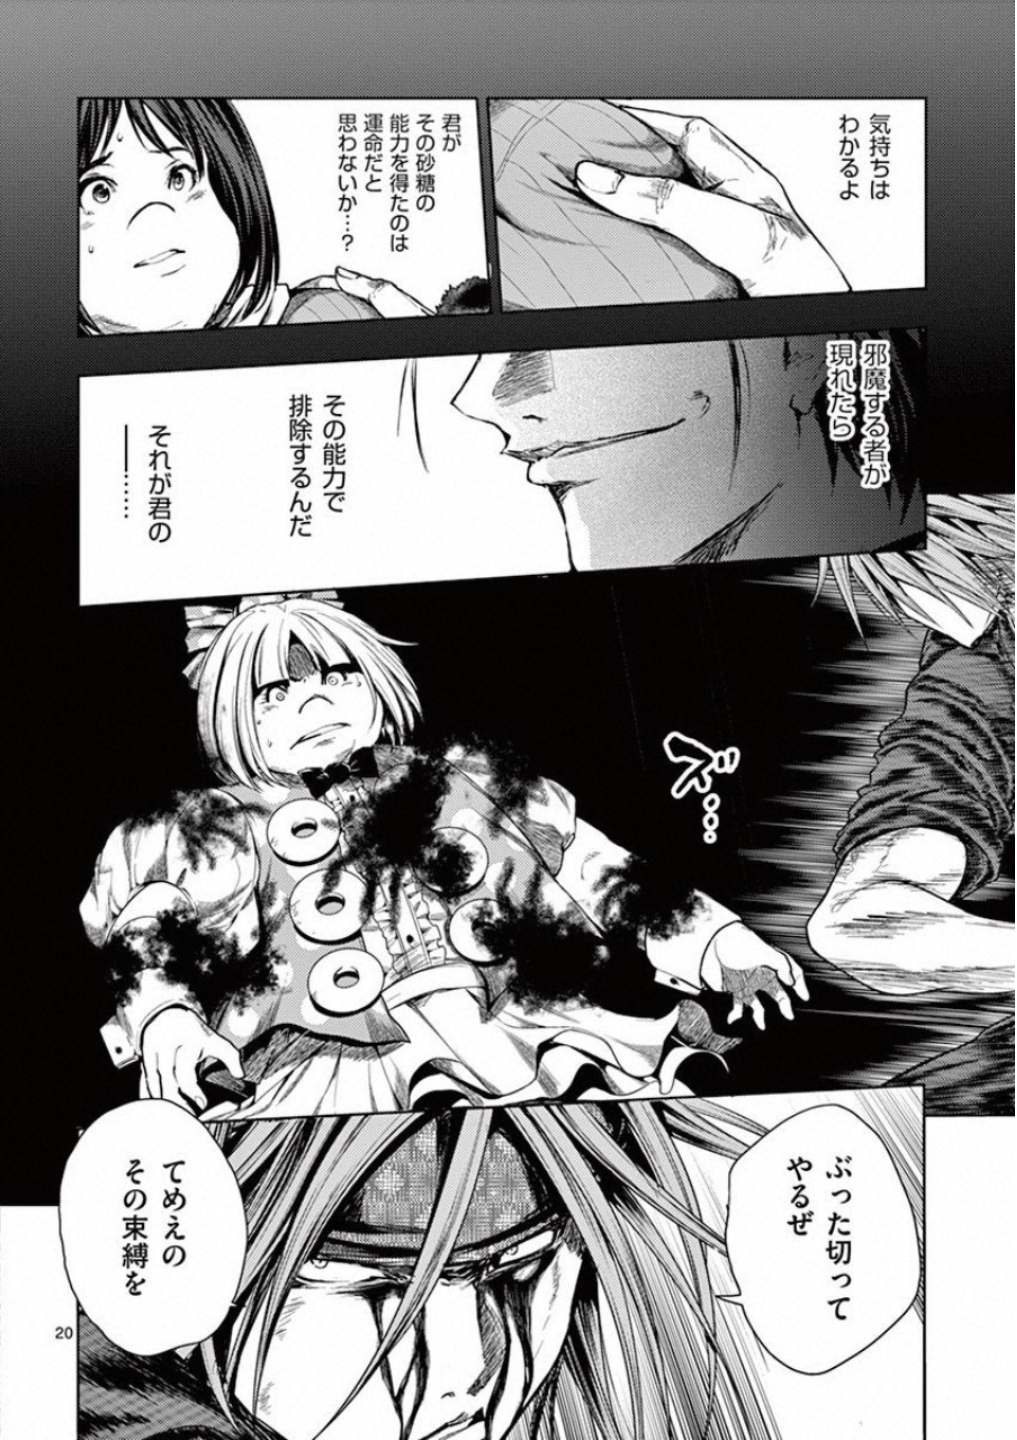 気持ちは
わかるよ
君が
その砂糖の
能力を得たのは
運命だと
思わないか…?
邪魔する者が
現れたら
その能力で
排除するんだ
それが君の
――………
ズ…
ぶった切って
やるぜ
てめえの
その束縛を
20